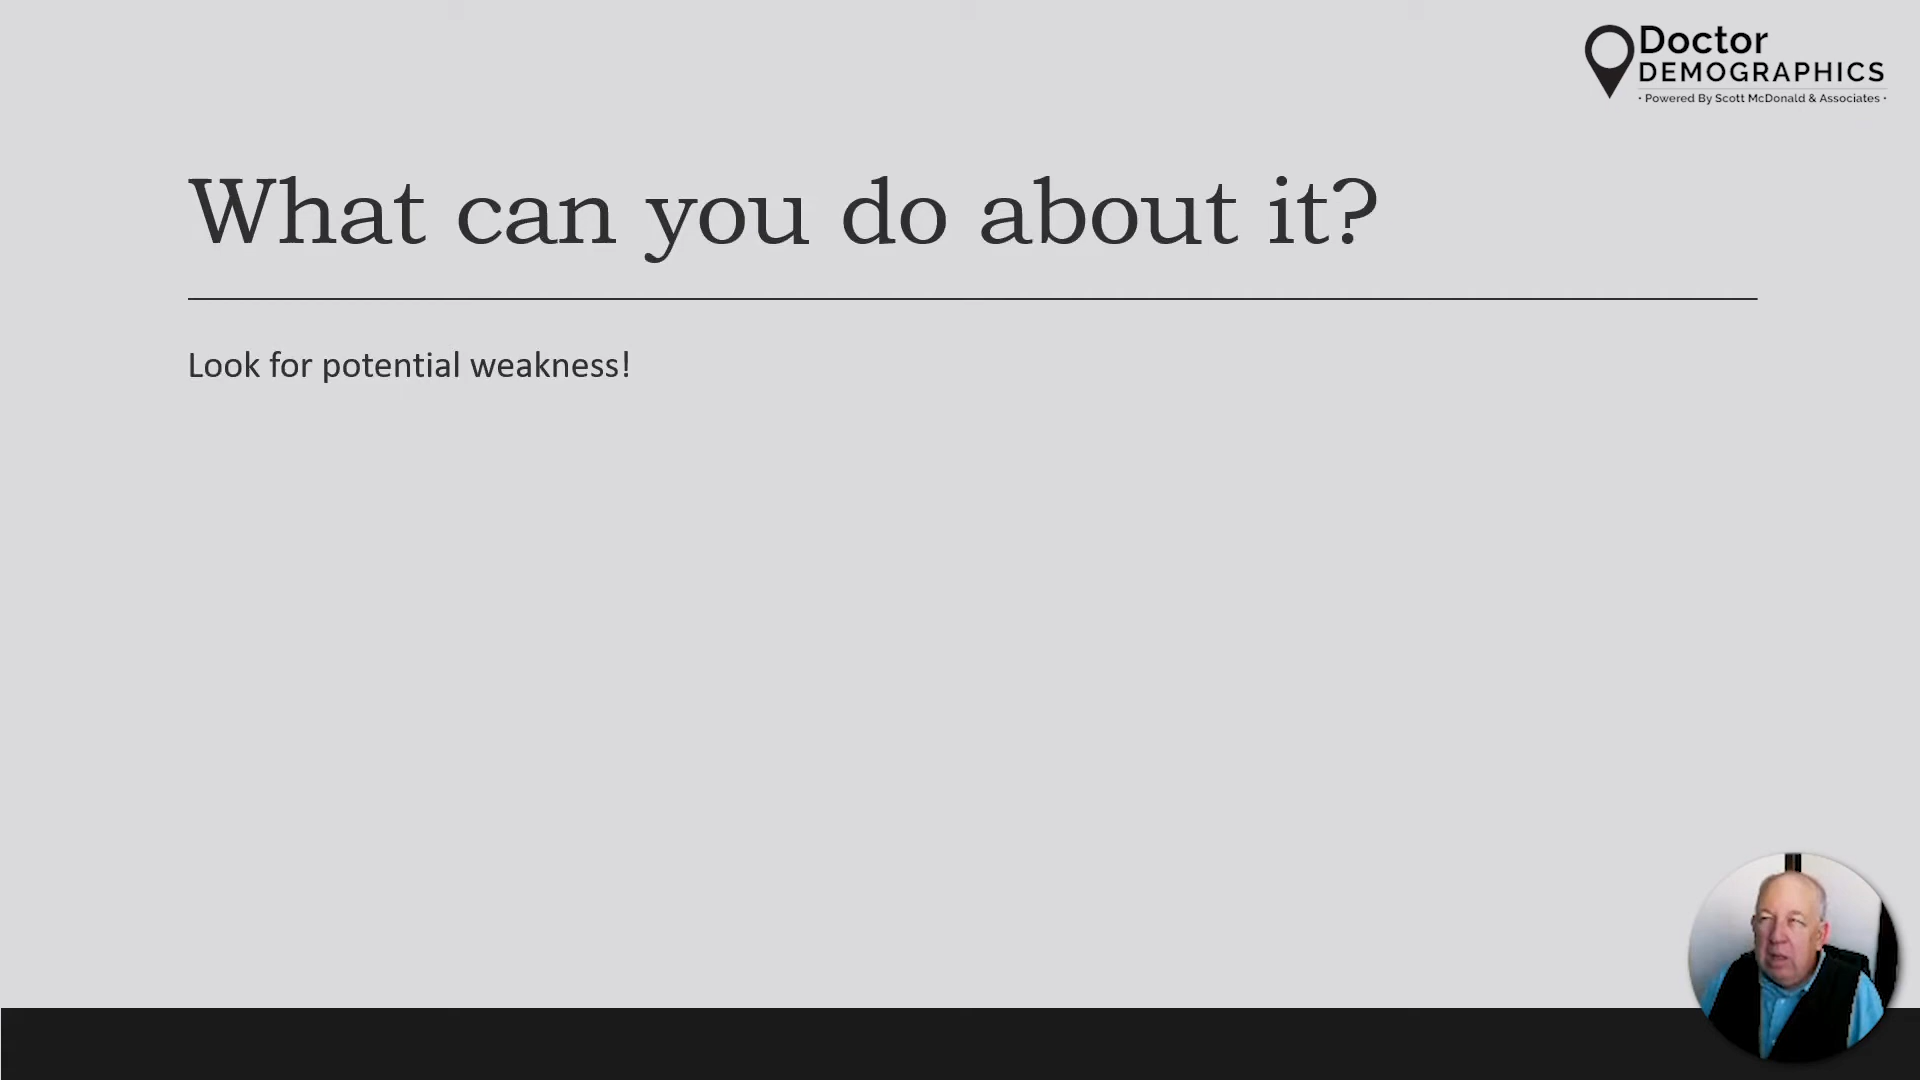 Doctor
DEMOGRAPHICS
· Powered By Scott McDonald & Associates ·
What can you do about it?
Look for potential weakness!